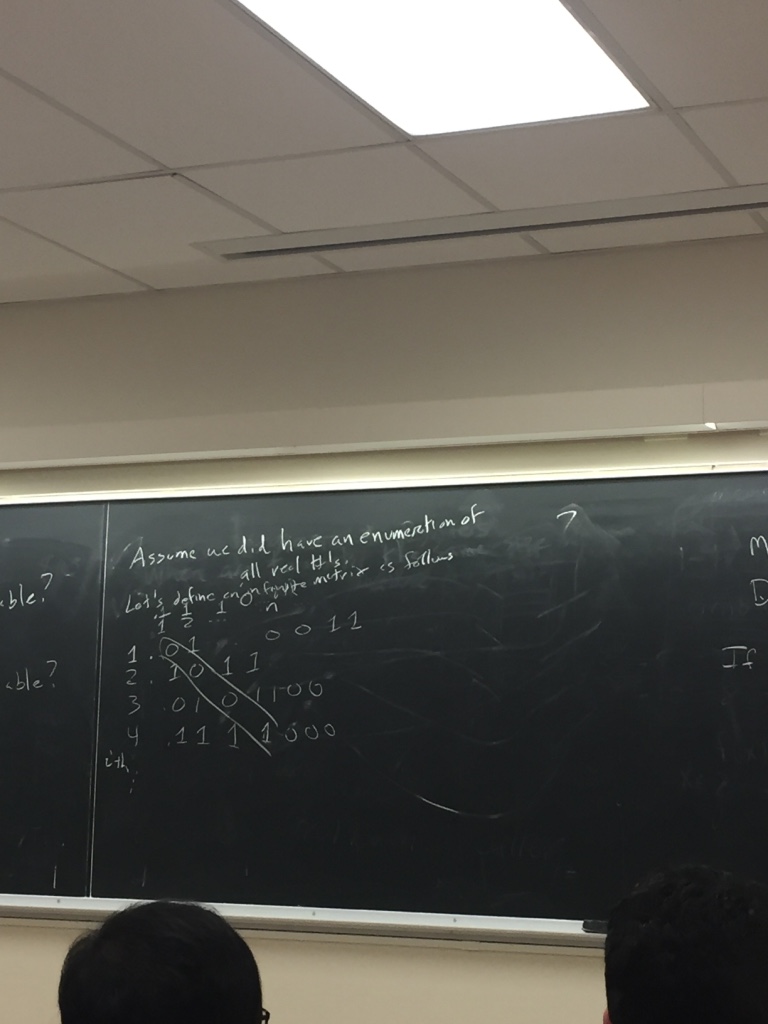 Assume we did have an enumeration of
all real #'s.
Let's define an infinite matrix as follows
1 2 ... n
1 . 0 1 1 0 0 0 1 1
2 . 1 0 1 1
3 . 0 1 0 1 1 0 0
4 . 1 1 1 1 0 0 0
ith
⋮
?
able?
able?
M
D
If